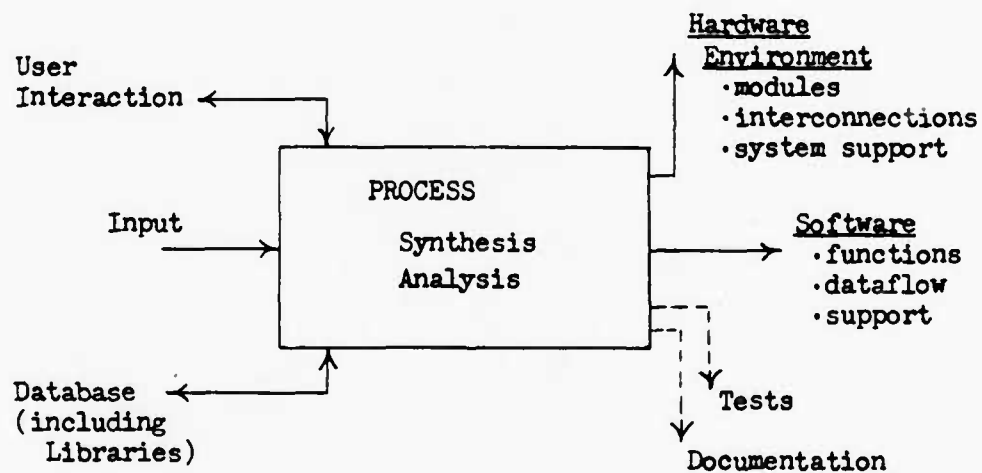 User
Interaction
Input
Database
(including
Libraries)
PROCESS
Synthesis
Analysis
Hardware
Environment
·modules
·interconnections
·system support
Software
·functions
·dataflow
·support
Tests
Documentation